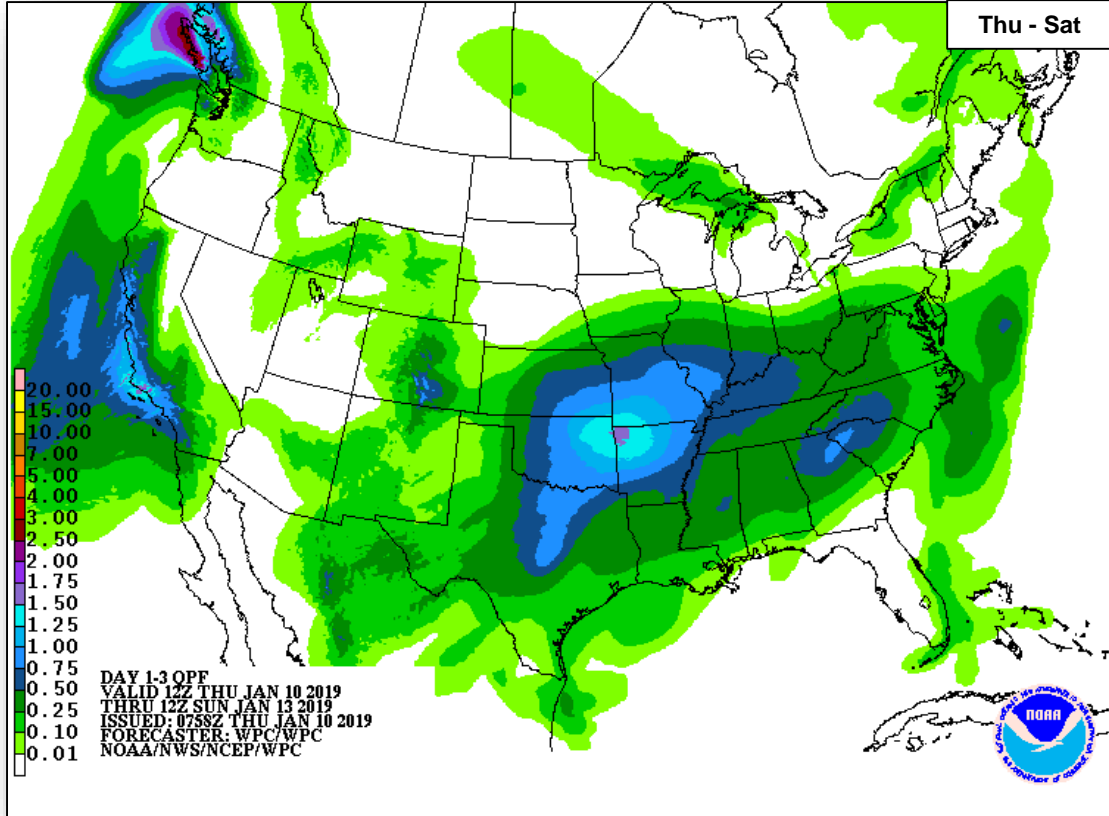 Thu - Sat
20.00
15.00
10.00
7.00
5.00
4.00
3.00
2.50
2.00
1.75
1.50
1.25
1.00
0.75
0.50
0.25
0.10
0.01
DAY 1-3 QPF
VALID 12Z THU JAN 10 2019
THRU 12Z SUN JAN 13 2019
ISSUED: 0758Z THU JAN 10 2019
FORECASTER: WPC/WPC
NOAA/NWS/NCEP/WPC
NOAA